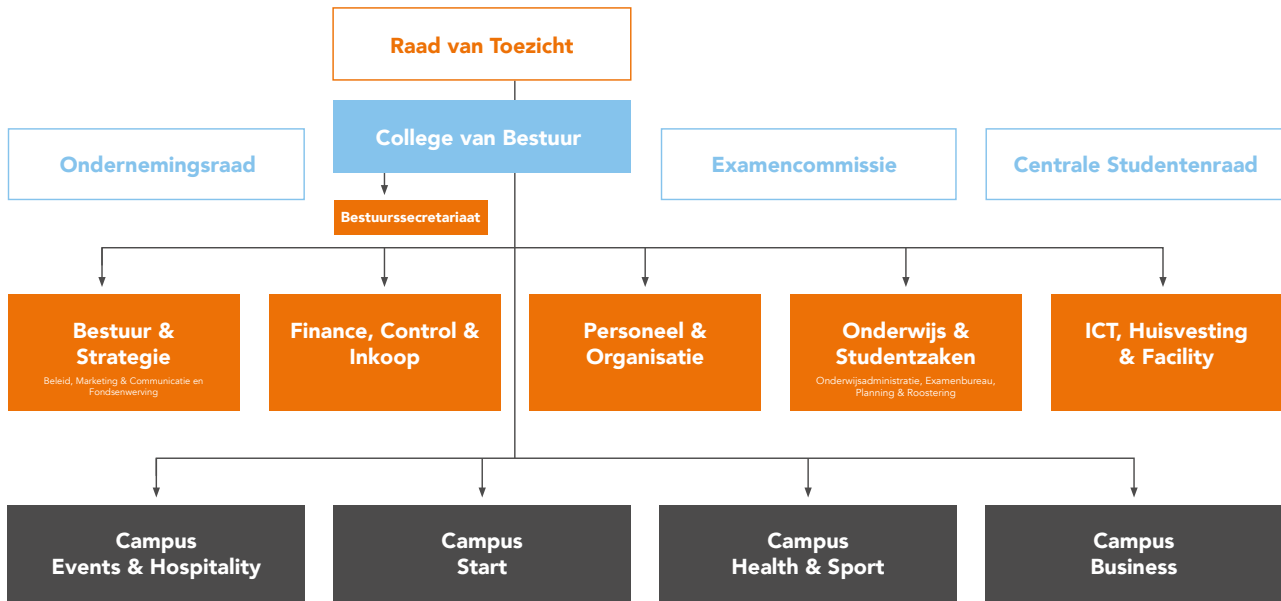 Raad van Toezicht
College van Bestuur
Ondernemingsraad
Examencommissie
Centrale Studentenraad
Bestuurssecretariaat
Bestuur &
Strategie
Beleid, Marketing & Communicatie en
Fondsenwerving
Finance, Control &
Inkoop
Personeel &
Organisatie
Onderwijs &
Studentzaken
Onderwijsadministratie, Examenbureau,
Planning & Roostering
ICT, Huisvesting
& Facility
Campus
Events & Hospitality
Campus
Start
Campus
Health & Sport
Campus
Business